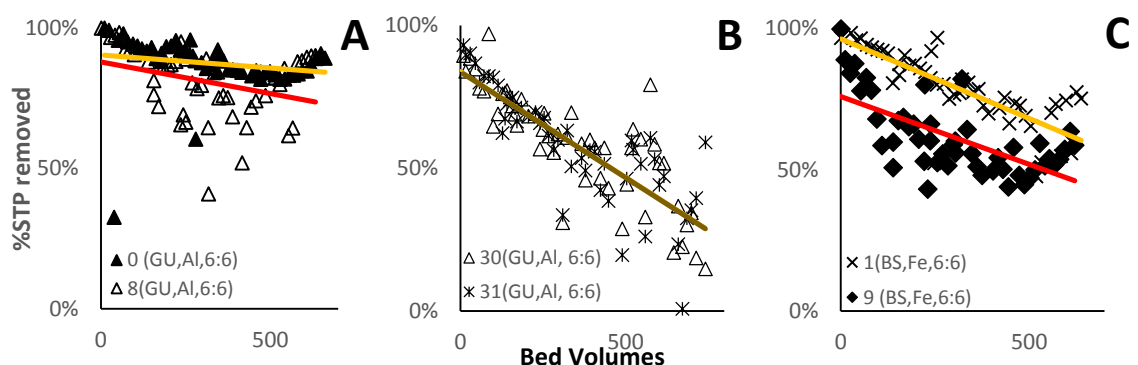 %STP removed
100%
50%
0%
A
0 (GU,Al,6:6)
8(GU,Al,6:6)
0
500
100%
50%
0%
B
30(GU,Al, 6:6)
31(GU,Al, 6:6)
0
500
Bed Volumes
100%
50%
0%
C
1(BS,Fe,6:6)
9 (BS,Fe,6:6)
0
500